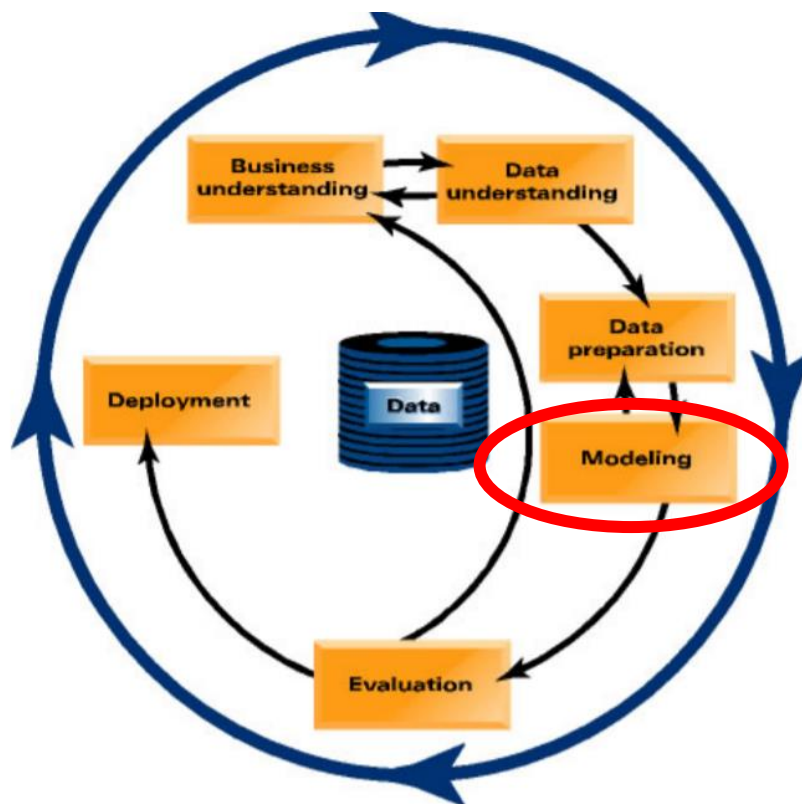 Business
understanding
Data
understanding
Data
preparation
Deployment
Data
Modeling
Evaluation